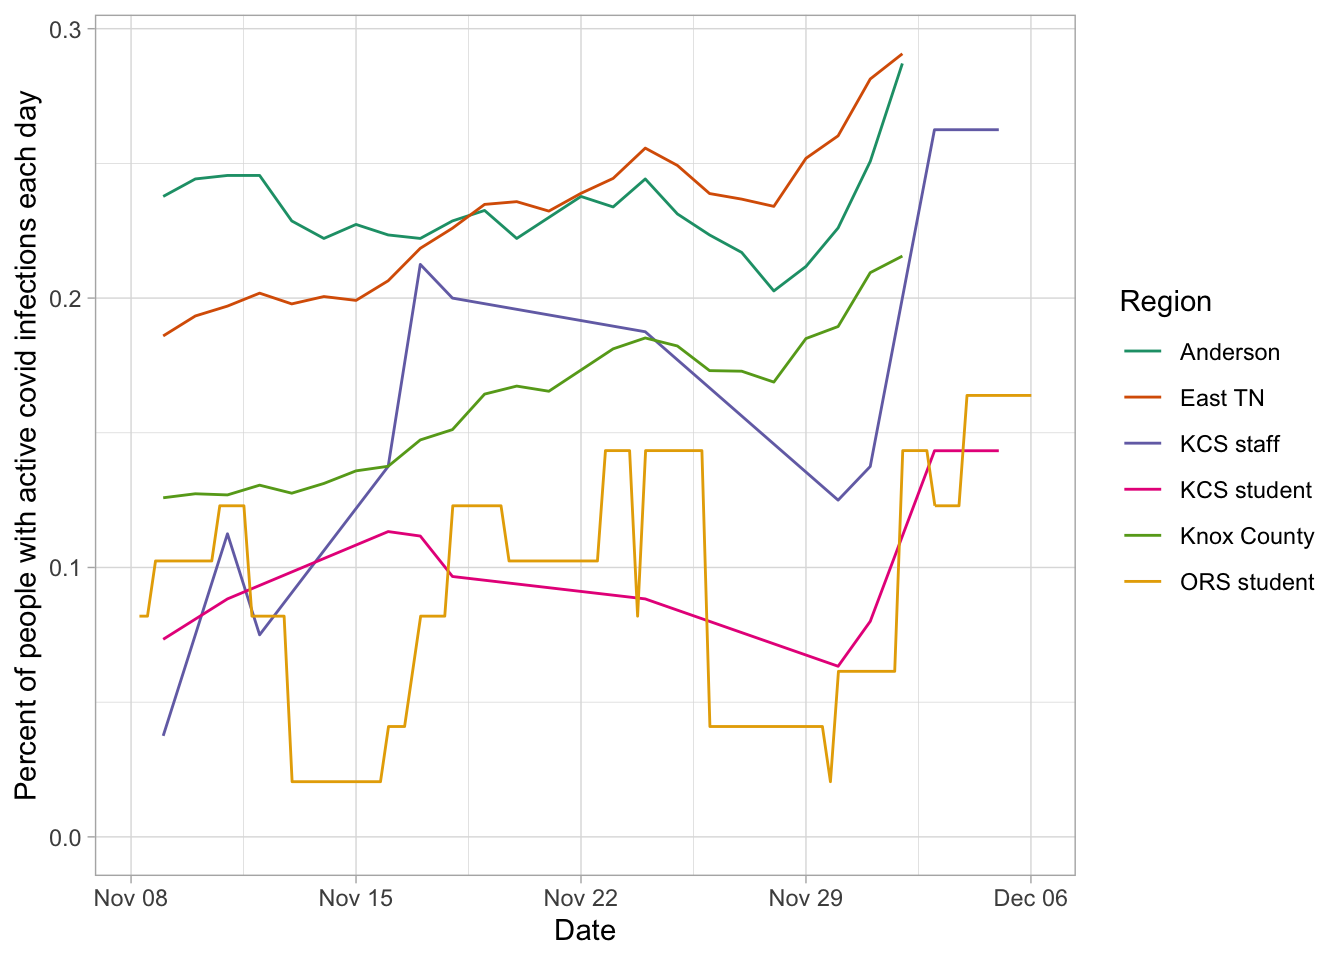 Percent of people with active covid infections each day
0.3
0.2
0.1
0.0
Nov 08
Nov 15
Nov 22
Nov 29
Dec 06
Date
Region
Anderson
East TN
KCS staff
KCS student
Knox County
ORS student